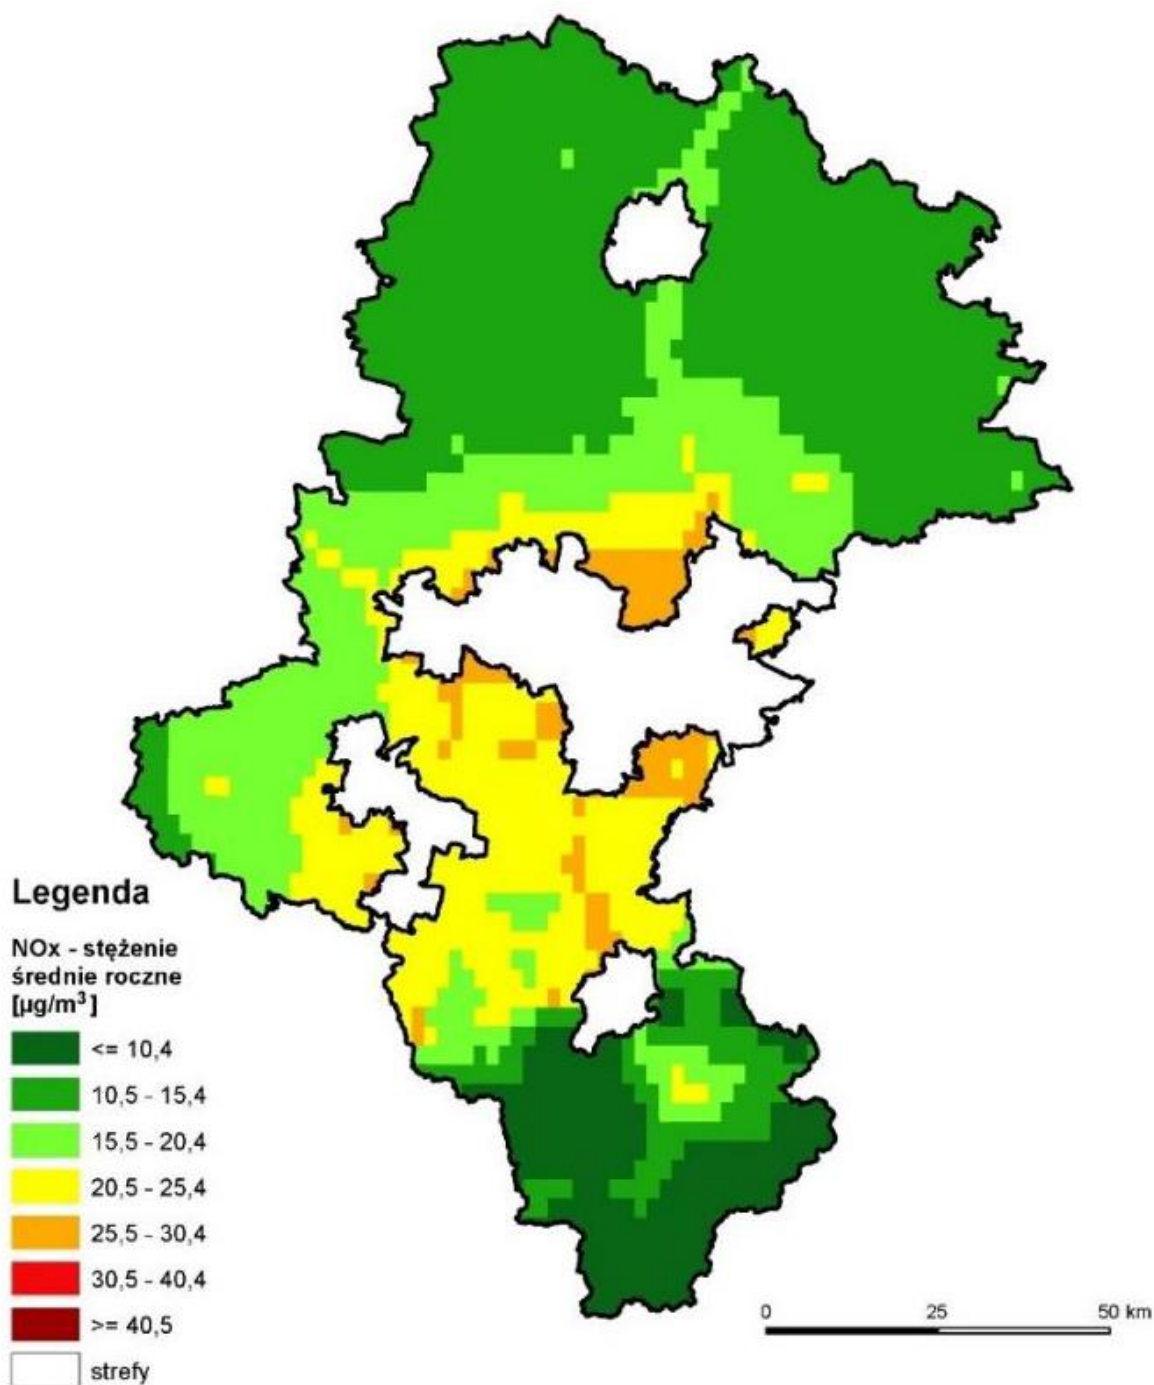 Legenda
NOx - stężenie
średnie roczne
[µg/m³]
<= 10,4
10,5 - 15,4
15,5 - 20,4
20,5 - 25,4
25,5 - 30,4
30,5 - 40,4
>= 40,5
strefy
0 25 50 km